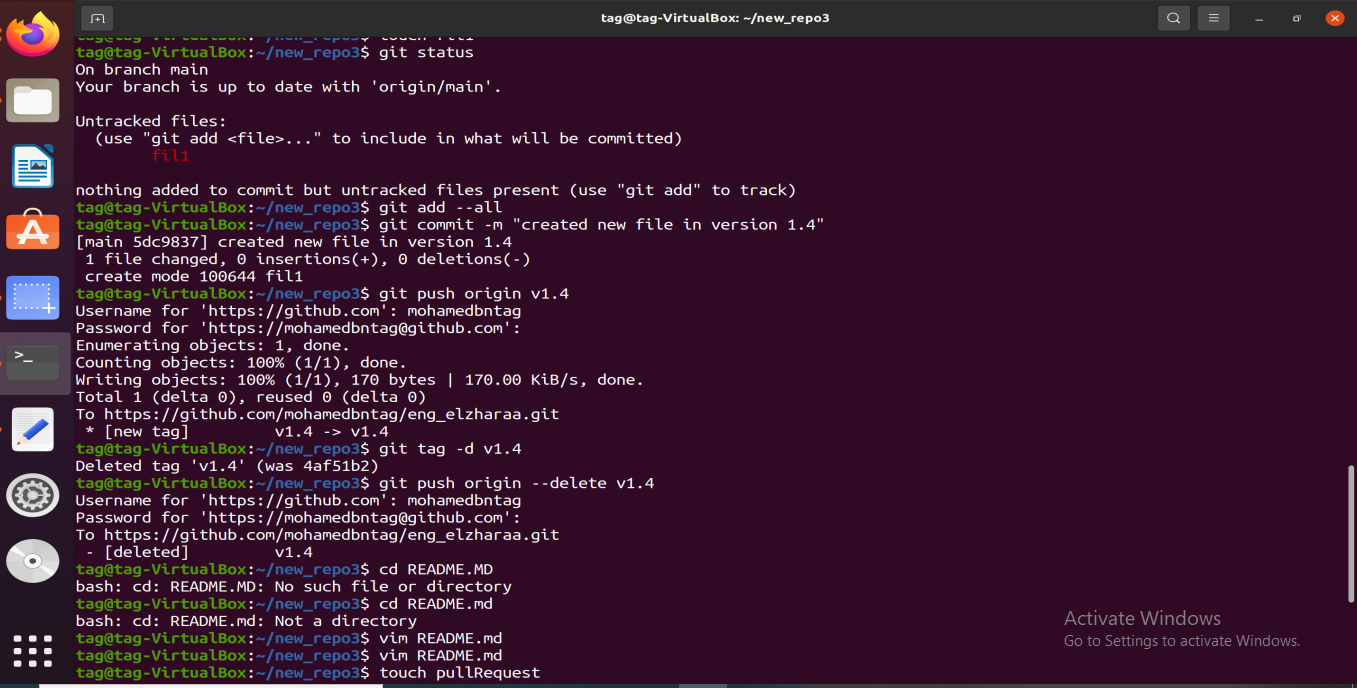 tag@tag-VirtualBox: ~/new_repo3
tag@tag-VirtualBox:~/new_repo3$ touch fil1
tag@tag-VirtualBox:~/new_repo3$ git status
On branch main
Your branch is up to date with 'origin/main'.
Untracked files:
(use "git add <file>..." to include in what will be committed)
fil1
nothing added to commit but untracked files present (use "git add" to track)
tag@tag-VirtualBox:~/new_repo3$ git add --all
tag@tag-VirtualBox:~/new_repo3$ git commit -m "created new file in version 1.4"
[main 5dc9837] created new file in version 1.4
1 file changed, 0 insertions(+), 0 deletions(-)
create mode 100644 fil1
tag@tag-VirtualBox:~/new_repo3$ git push origin v1.4
Username for 'https://github.com': mohamedbntag
Password for 'https://mohamedbntag@github.com':
Enumerating objects: 1, done.
Counting objects: 100% (1/1), done.
Writing objects: 100% (1/1), 170 bytes | 170.00 KiB/s, done.
Total 1 (delta 0), reused 0 (delta 0)
To https://github.com/mohamedbntag/eng_elzharaa.git
* [new tag] v1.4 -> v1.4
tag@tag-VirtualBox:~/new_repo3$ git tag -d v1.4
Deleted tag 'v1.4' (was 4af51b2)
tag@tag-VirtualBox:~/new_repo3$ git push origin --delete v1.4
Username for 'https://github.com': mohamedbntag
Password for 'https://mohamedbntag@github.com':
To https://github.com/mohamedbntag/eng_elzharaa.git
- [deleted] v1.4
tag@tag-VirtualBox:~/new_repo3$ cd README.MD
bash: cd: README.MD: No such file or directory
tag@tag-VirtualBox:~/new_repo3$ cd README.md
bash: cd: README.md: Not a directory
tag@tag-VirtualBox:~/new_repo3$ vim README.md
tag@tag-VirtualBox:~/new_repo3$ vim README.md
tag@tag-VirtualBox:~/new_repo3$ touch pullRequest
Activate Windows
Go to Settings to activate Windows.